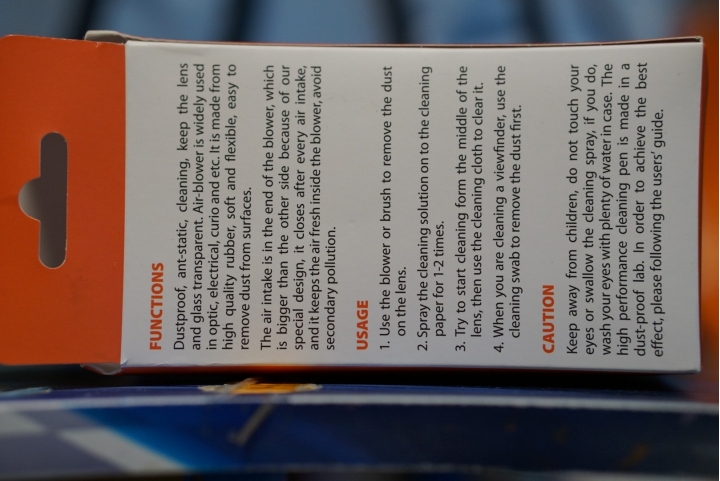 FUNCTIONS
Dustproof, ant-static, cleaning, keep the lens
and glass transparent. Air-blower is widely used
in optic, electrical, curio and etc. It is made from
high quality rubber, soft and flexible, easy to
remove dust from surfaces.
The air intake is in the end of the blower, which
is bigger than the other side because of our
special design, it closes after every air intake,
and it keeps the air fresh inside the blower, avoid
secondary pollution.
USAGE
1. Use the blower or brush to remove the dust
on the lens.
2. Spray the cleaning solution on to the cleaning
paper for 1-2 times.
3. Try to start cleaning form the middle of the
lens, then use the cleaning cloth to clear it.
4. When you are cleaning a viewfinder, use the
cleaning swab to remove the dust first.
CAUTION
Keep away from children, do not touch your
eyes or swallow the cleaning spray, if you do,
wash your eyes with plenty of water in case. The
high performance cleaning pen is made in a
dust-proof lab. In order to achieve the best
effect, please following the users' guide.